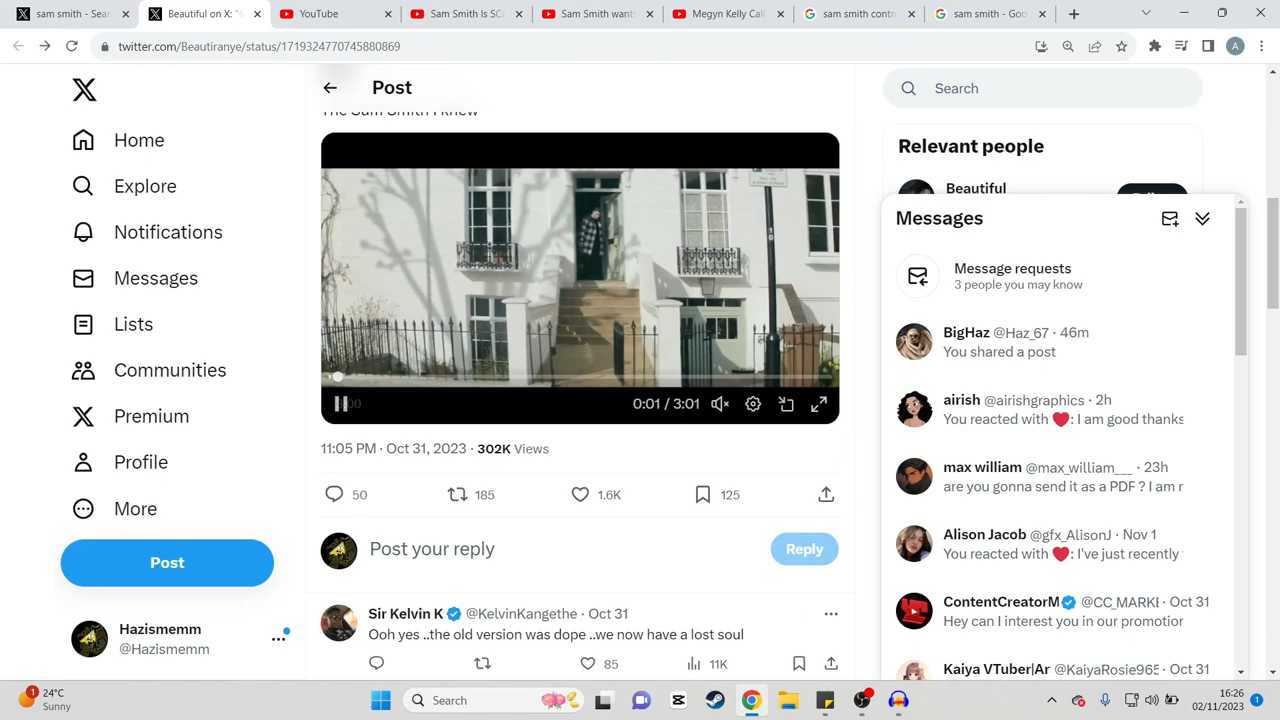 sam smith - Sear
Beautiful on X: "
YouTube
Sam Smith Is SC
Sam Smith wants
Megyn Kelly Call
sam smith contr
sam smith - Goo
twitter.com/Beautiranye/status/1719324770745880869
A
Post
The Sam Smith I knew
0:01 / 3:01
11:05 PM · Oct 31, 2023 · 302K Views
50
185
1.6K
125
Post your reply
Reply
Sir Kelvin K @KelvinKangethe · Oct 31
Ooh yes ..the old version was dope ..we now have a lost soul
85
11K
Home
Explore
Notifications
Messages
Lists
Communities
Premium
Profile
More
Post
Hazismemm
@Hazismemm
Search
Relevant people
Beautiful
Messages
Message requests
3 people you may know
BigHaz @Haz_67 · 46m
You shared a post
airish @airishgraphics · 2h
You reacted with ❤️: I am good thanks
max william @max_william___ · 23h
are you gonna send it as a PDF ? I am r
Alison Jacob @gfx_AlisonJ · Nov 1
You reacted with ❤️: I've just recently
ContentCreatorM @CC_MARKE · Oct 31
Hey can I interest you in our promotior
Kaiya VTuber|Ar @KaiyaRosie965 · Oct 31
1
24°C
Sunny
Search
16:26
02/11/2023
1